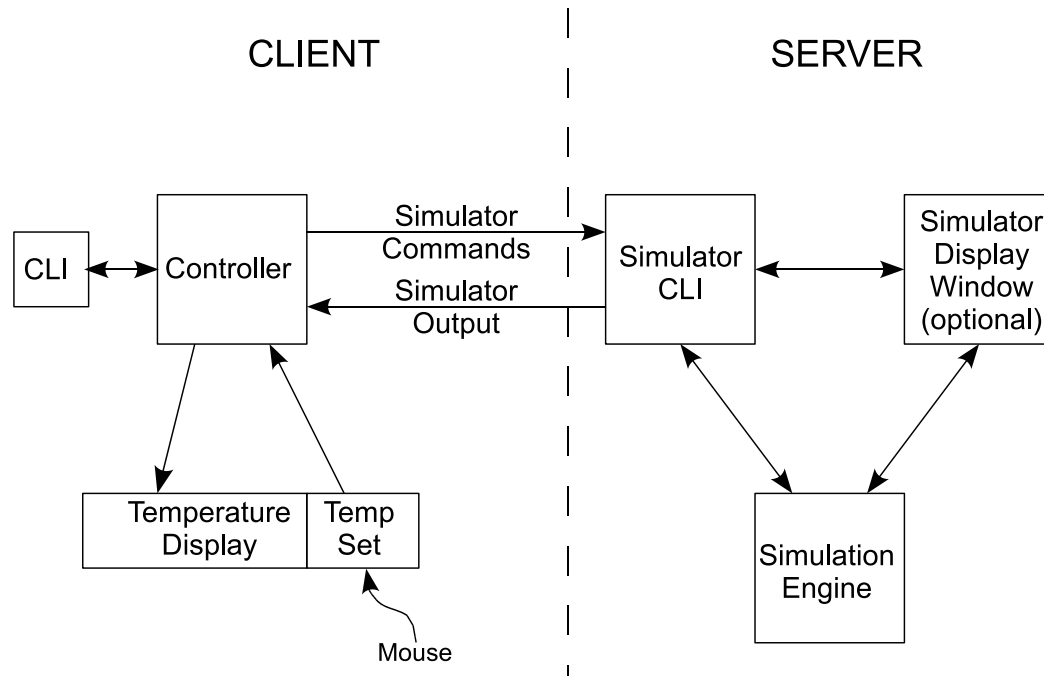 CLIENT
SERVER
CLI
Controller
Simulator
Commands
Simulator
Output
Simulator
CLI
Simulator
Display
Window
(optional)
Temperature
Display
Temp
Set
Mouse
Simulation
Engine